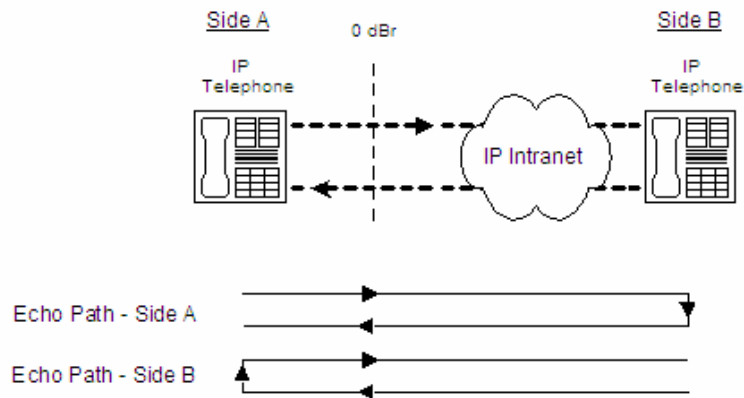 Side A
0 dBr
Side B
IP
Telephone
IP
Telephone
IP Intranet
Echo Path - Side A
Echo Path - Side B